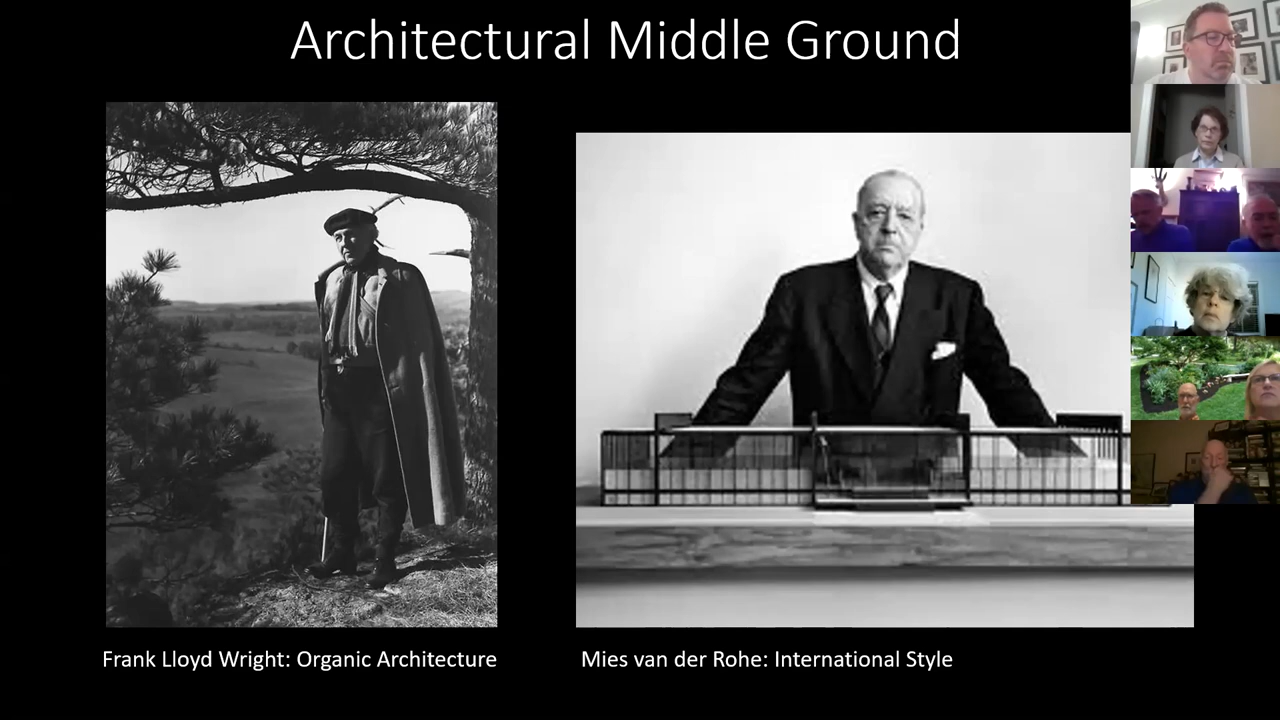 Architectural Middle Ground
Frank Lloyd Wright: Organic Architecture
Mies van der Rohe: International Style